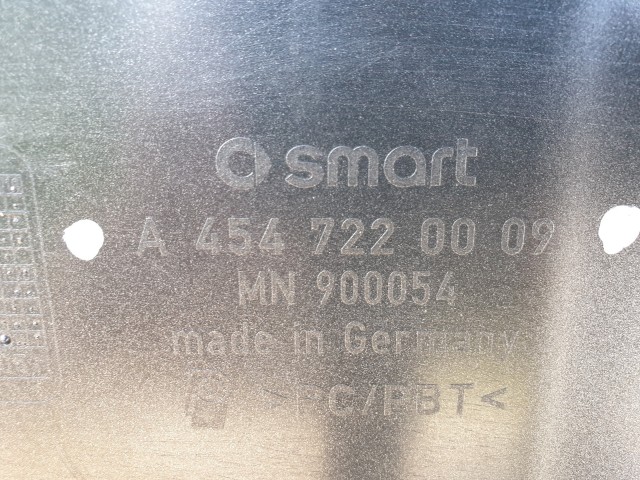 smart
A 454 722 00 09
MN 900054
made in Germany
>PC/PBT<